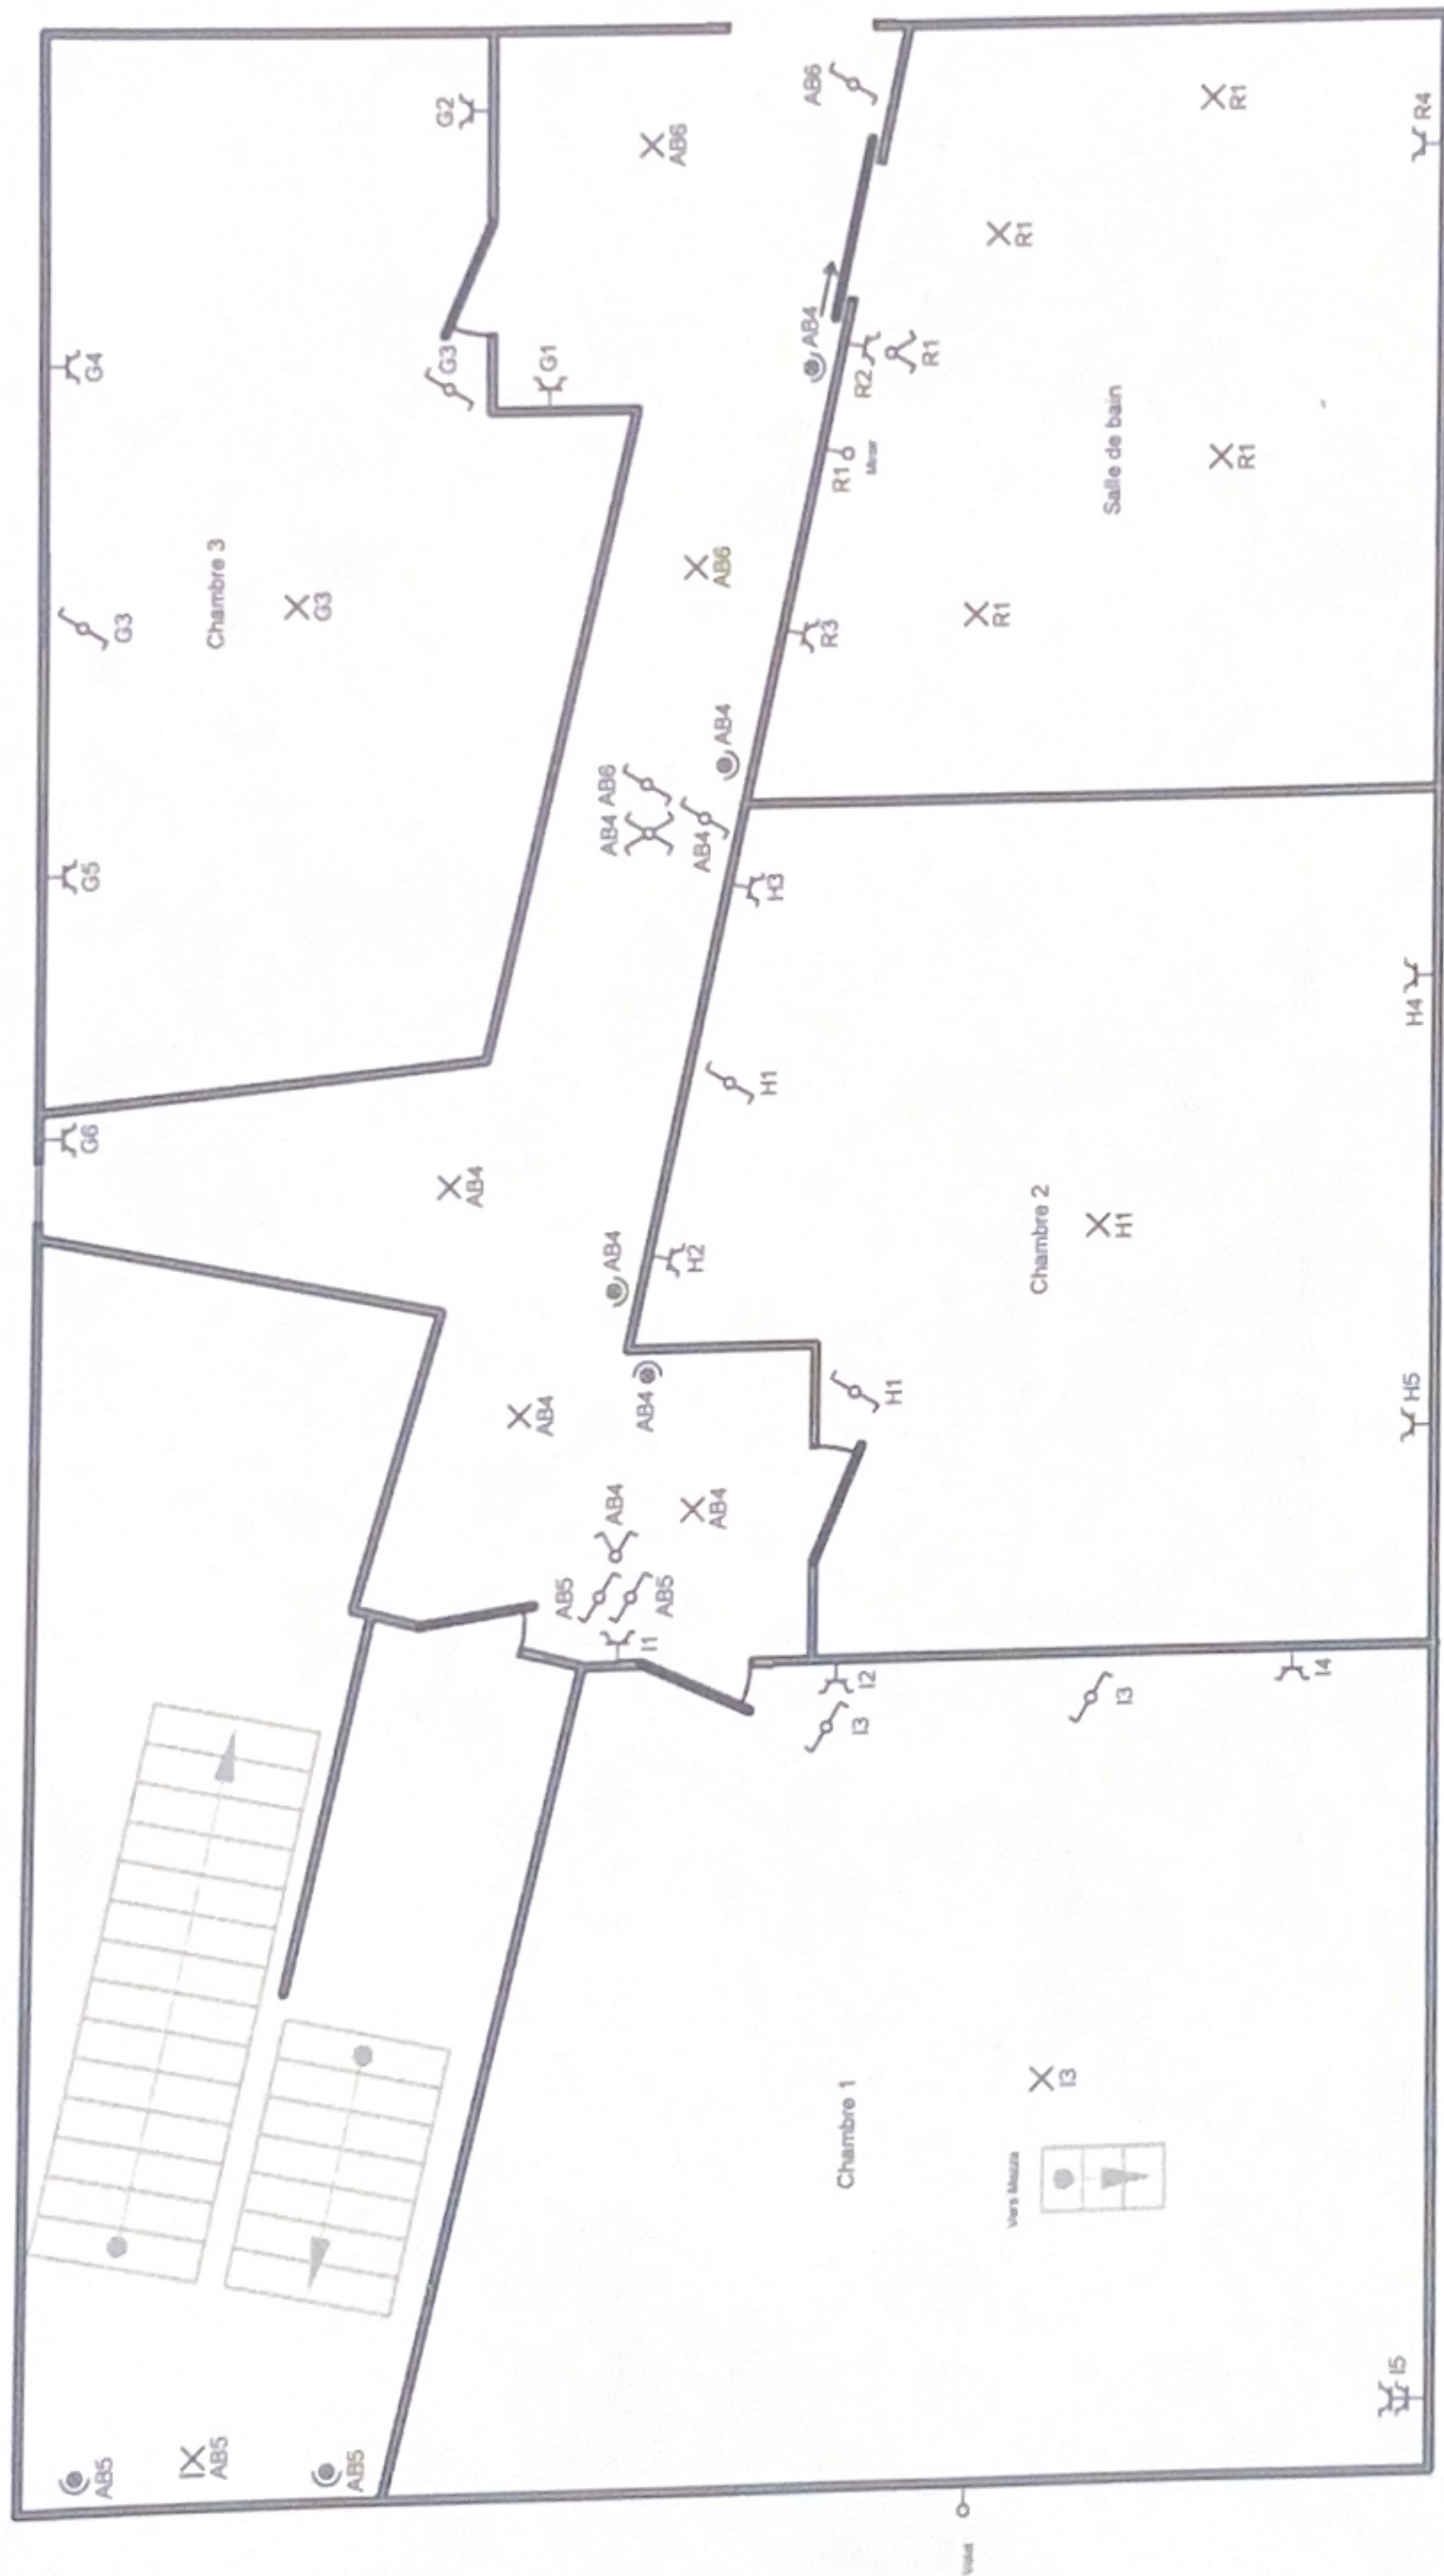 G2
AB6
AB6
R1
R4
G4
G3
G1
AB4
R2
R1
R1
R1
Miroir
Salle de bain
R1
Chambre 3
G3
G3
AB6
R3
R1
AB4
AB4 AB6
AB4
G5
H3
H4
G6
AB4
H1
AB4
H2
Chambre 2
H1
AB4
AB4
H1
H5
AB5
AB4
AB5
AB4
I1
I2
I3
I3
I4
Chambre 1
I3
Vers Mezza
I5
AB5
AB5
AB5
Volet